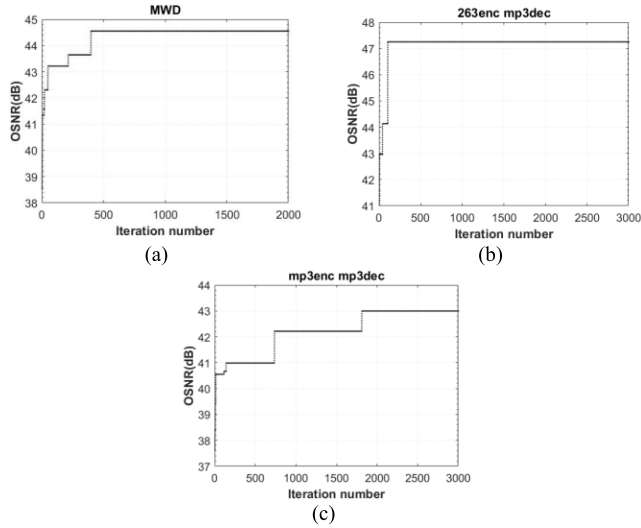 MWD
45
44
43
42
41
40
39
38
OSNR(dB)
0 500 1000 1500 2000
Iteration number
(a)
263enc mp3dec
48
47
46
45
44
43
42
41
OSNR(dB)
0 500 1000 1500 2000 2500 3000
Iteration number
(b)
mp3enc mp3dec
44
43
42
41
40
39
38
37
OSNR(dB)
0 500 1000 1500 2000 2500 3000
Iteration number
(c)